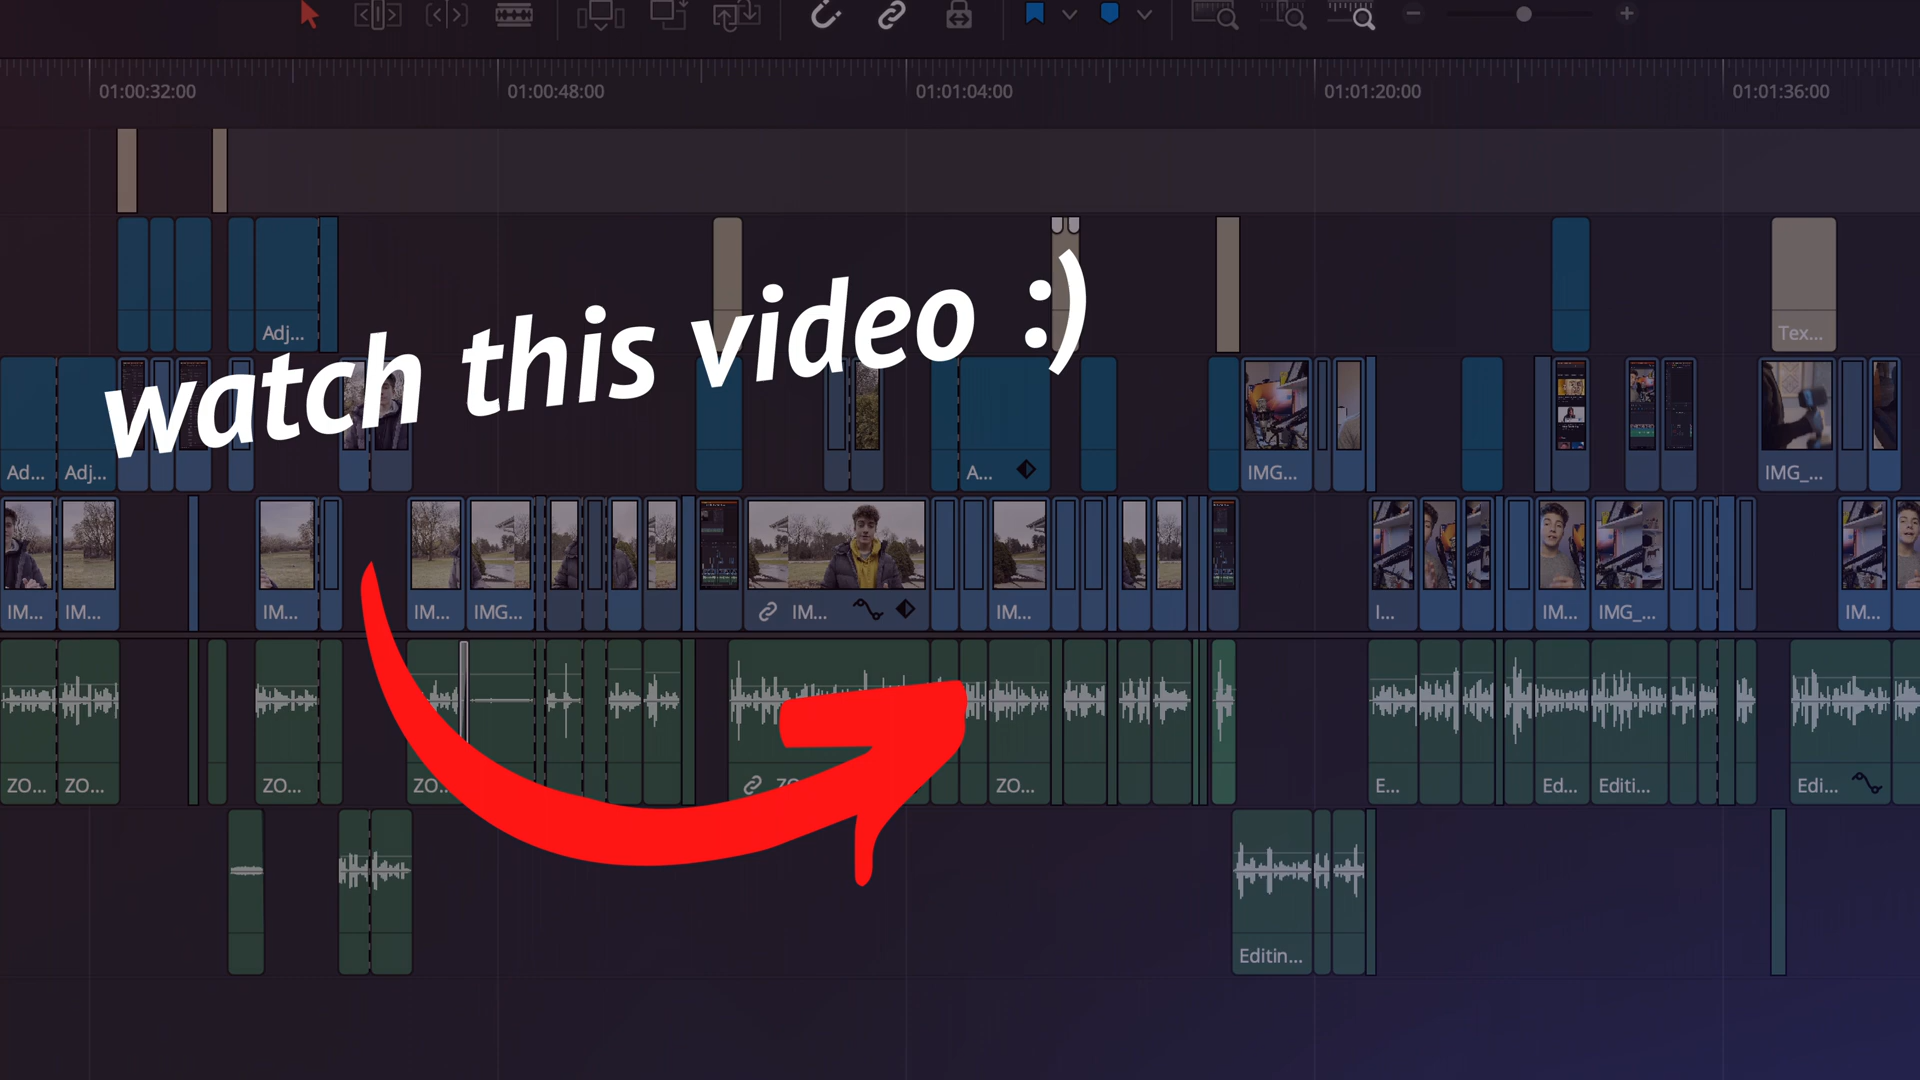 01:00:32:00 01:00:48:00 01:01:04:00 01:01:20:00 01:01:36:00
Adj... Tex...
watch this video :)
Ad... Adj... A... IMG... IMG_...
IM... IM... IM... IM... IMG... IM... IM... I... IM... IMG_... IM...
ZO... ZO... ZO... ZO... ZO... ZO... E... Ed... Editi... Edi...
Editin...